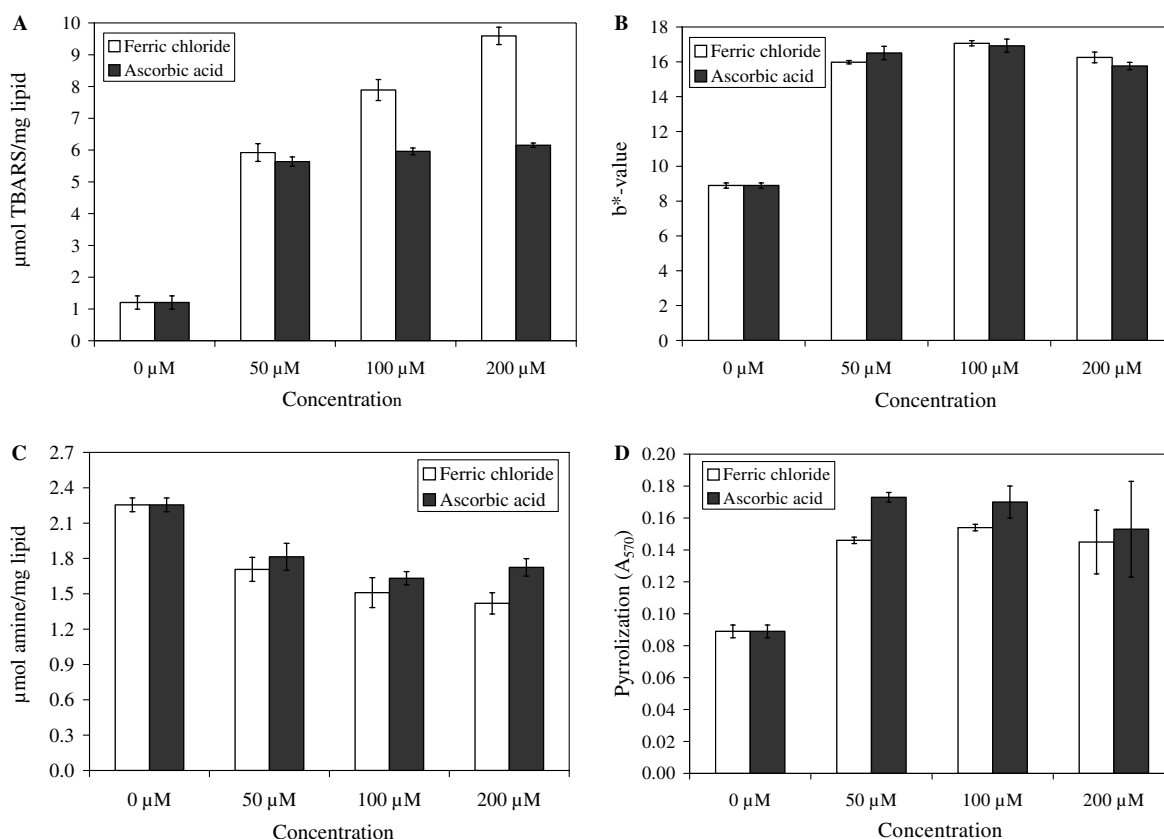 A
µmol TBARS/mg lipid
10
9
8
7
6
5
4
3
2
1
0
Ferric chloride
Ascorbic acid
0 µM 50 µM 100 µM 200 µM
Concentration
B
b*-value
18
16
14
12
10
8
6
4
2
0
Ferric chloride
Ascorbic acid
0 µM 50 µM 100 µM 200 µM
Concentration
C
µmol amine/mg lipid
2.7
2.4
2.1
1.8
1.5
1.2
0.9
0.6
0.3
0.0
Ferric chloride
Ascorbic acid
0 µM 50 µM 100 µM 200 µM
Concentration
D
Pyrrolization (A570)
0.20
0.18
0.16
0.14
0.12
0.10
0.08
0.06
0.04
0.02
0.00
Ferric chloride
Ascorbic acid
0 µM 50 µM 100 µM 200 µM
Concentration